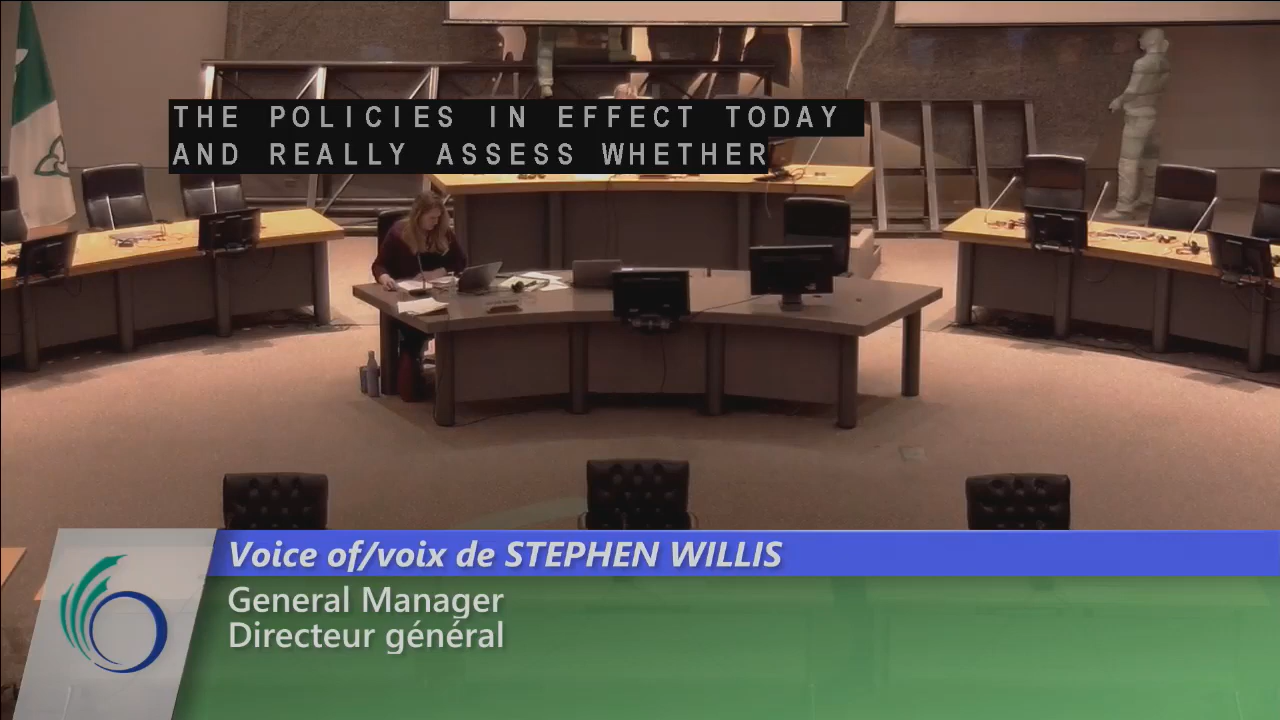 THE POLICIES IN EFFECT TODAY
AND REALLY ASSESS WHETHER
Voice of/voix de STEPHEN WILLIS
General Manager
Directeur général